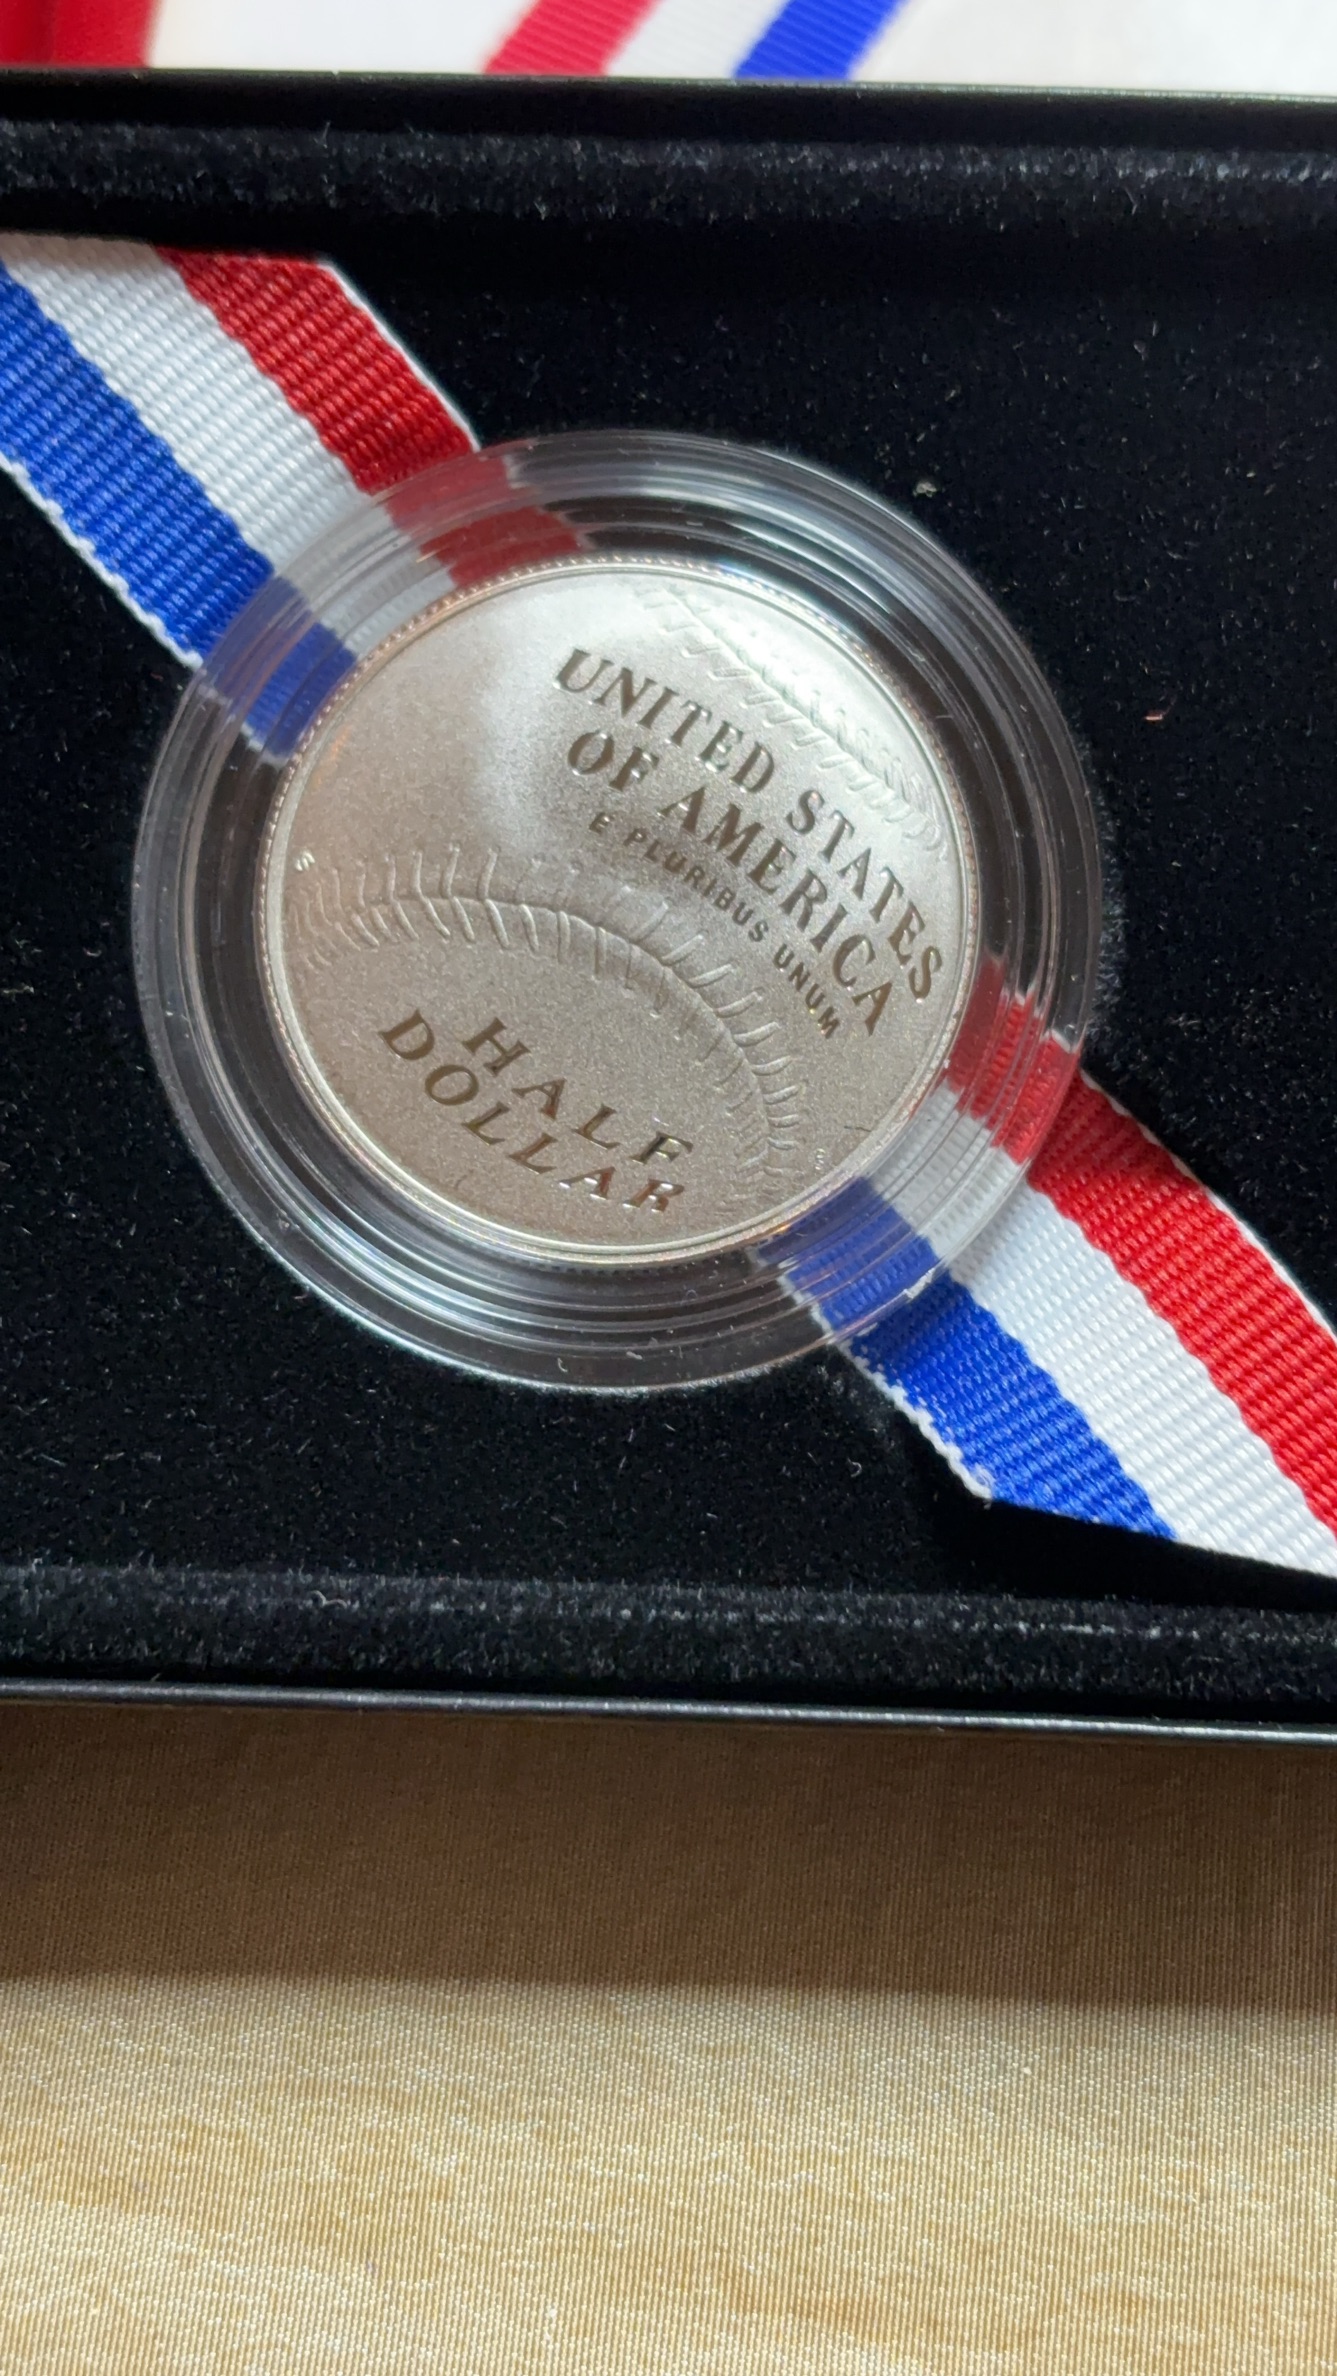 UNITED STATES
OF AMERICA
E PLURIBUS UNUM
S
HALF
DOLLAR